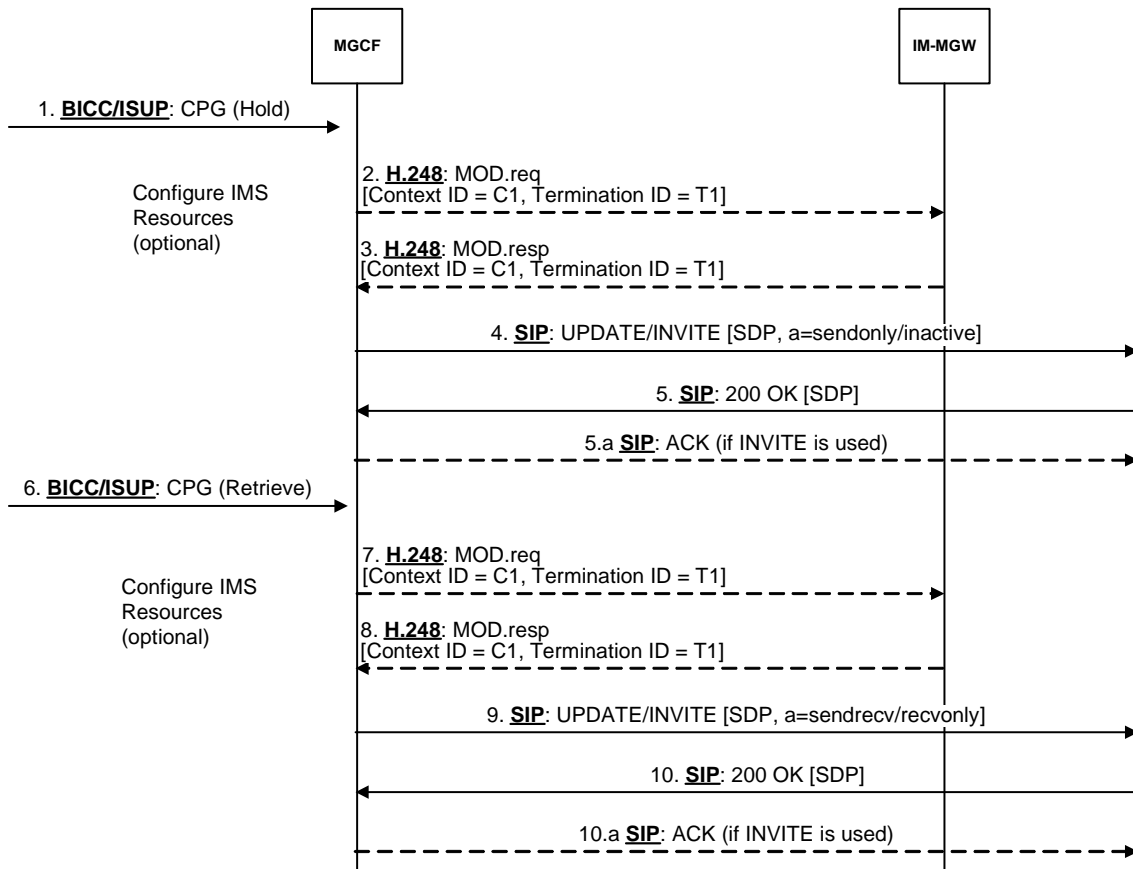 MGCF
IM-MGW
1. BICC/ISUP: CPG (Hold)
Configure IMS
Resources
(optional)
2. H.248: MOD.req
[Context ID = C1, Termination ID = T1]
3. H.248: MOD.resp
[Context ID = C1, Termination ID = T1]
4. SIP: UPDATE/INVITE [SDP, a=sendonly/inactive]
5. SIP: 200 OK [SDP]
5.a SIP: ACK (if INVITE is used)
6. BICC/ISUP: CPG (Retrieve)
Configure IMS
Resources
(optional)
7. H.248: MOD.req
[Context ID = C1, Termination ID = T1]
8. H.248: MOD.resp
[Context ID = C1, Termination ID = T1]
9. SIP: UPDATE/INVITE [SDP, a=sendrecv/recvonly]
10. SIP: 200 OK [SDP]
10.a SIP: ACK (if INVITE is used)